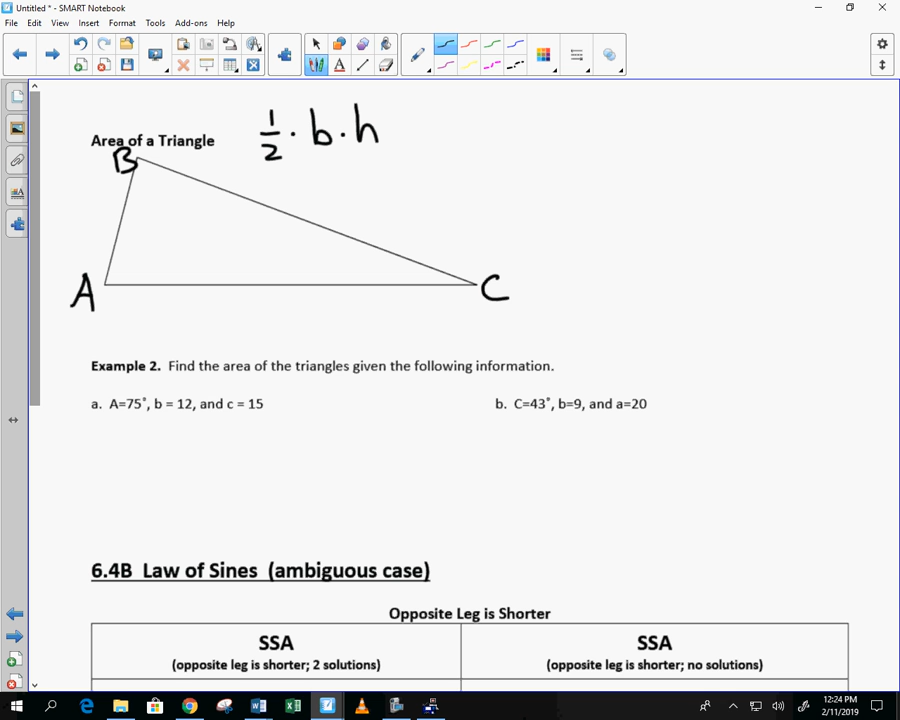 Untitled * - SMART Notebook
File Edit View Insert Format Tools Add-ons Help
Area of a Triangle
1/2 · b · h
B
A
C
Example 2. Find the area of the triangles given the following information.
a. A=75°, b = 12, and c = 15
b. C=43°, b=9, and a=20
6.4B Law of Sines (ambiguous case)
Opposite Leg is Shorter
SSA
(opposite leg is shorter; 2 solutions)
SSA
(opposite leg is shorter; no solutions)
12:24 PM
2/11/2019